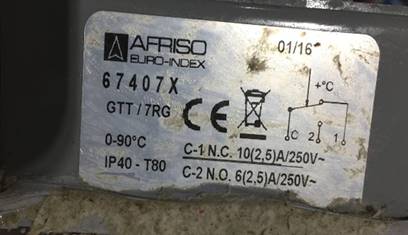 AFRISO
EURO-INDEX
01/16
67407X
+°C
GTT / 7RG
CE
C 2 1
0-90°C
C-1 N.C. 10(2,5)A/250V~
IP40 - T80
C-2 N.O. 6(2,5)A/250V~